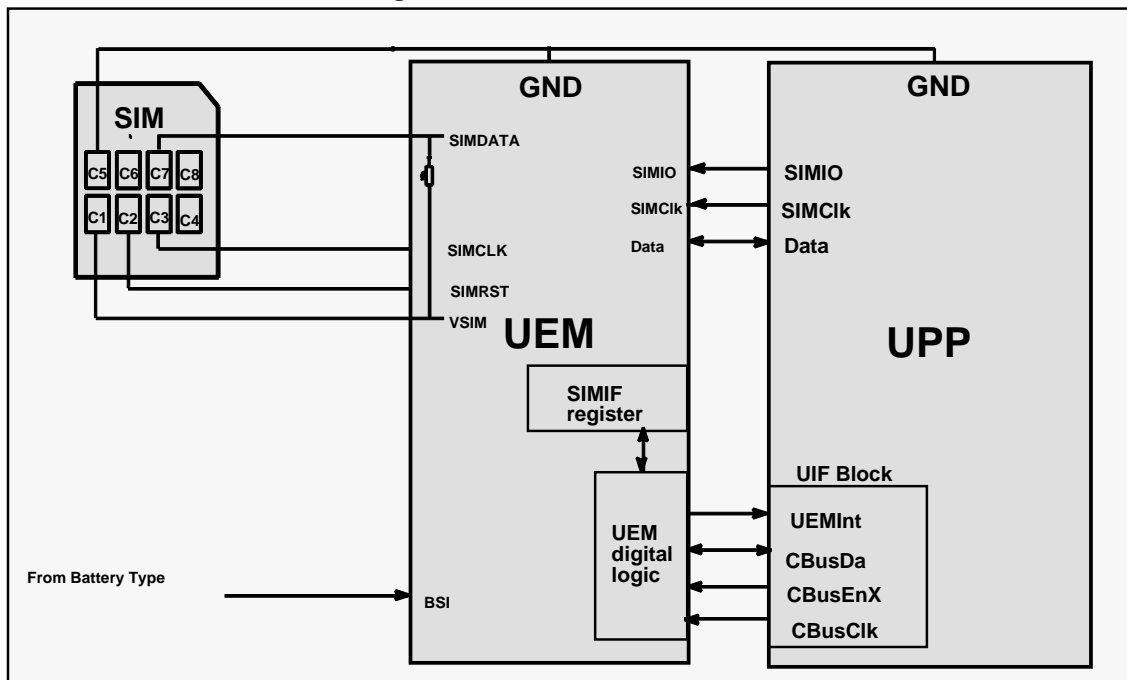 GND
GND
SIM
SIMDATA
C5 C6 C7 C8
C1 C2 C3 C4
SIMIO
SIMIO
SIMClk
SIMClk
Data
Data
SIMCLK
SIMRST
VSIM
UEM
UPP
SIMIF
register
UIF Block
UEM
digital
logic
UEMInt
CBusDa
CBusEnX
CBusClk
From Battery Type
BSI